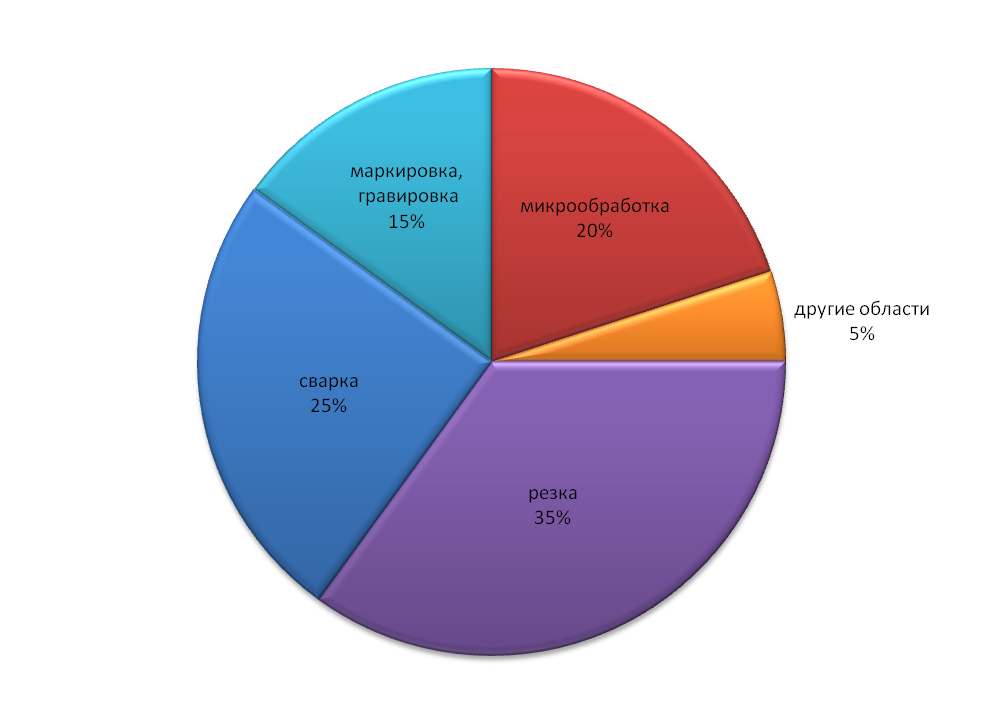 маркировка,
гравировка
15%
микрообработка
20%
другие области
5%
сварка
25%
резка
35%